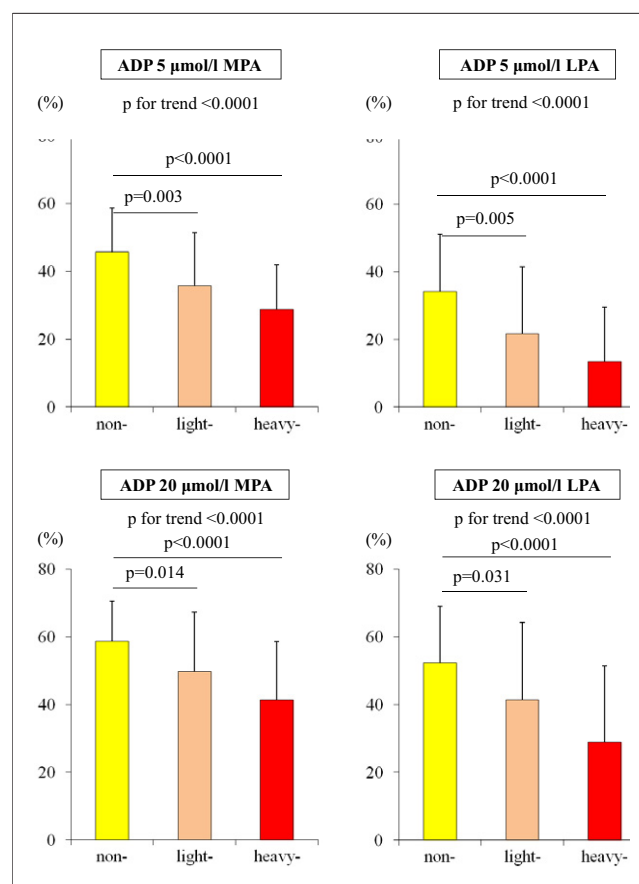 ADP 5 μmol/l MPA
(%)
p for trend <0.0001
p<0.0001
p=0.003
60
40
20
0
non-
light-
heavy-
ADP 5 μmol/l LPA
(%)
p for trend <0.0001
80
p<0.0001
p=0.005
60
40
20
0
non-
light-
heavy-
ADP 20 μmol/l MPA
p for trend <0.0001
(%)
p<0.0001
p=0.014
80
60
40
20
0
non-
light-
heavy-
ADP 20 μmol/l LPA
p for trend <0.0001
(%)
p<0.0001
p=0.031
80
60
40
20
0
non-
light-
heavy-